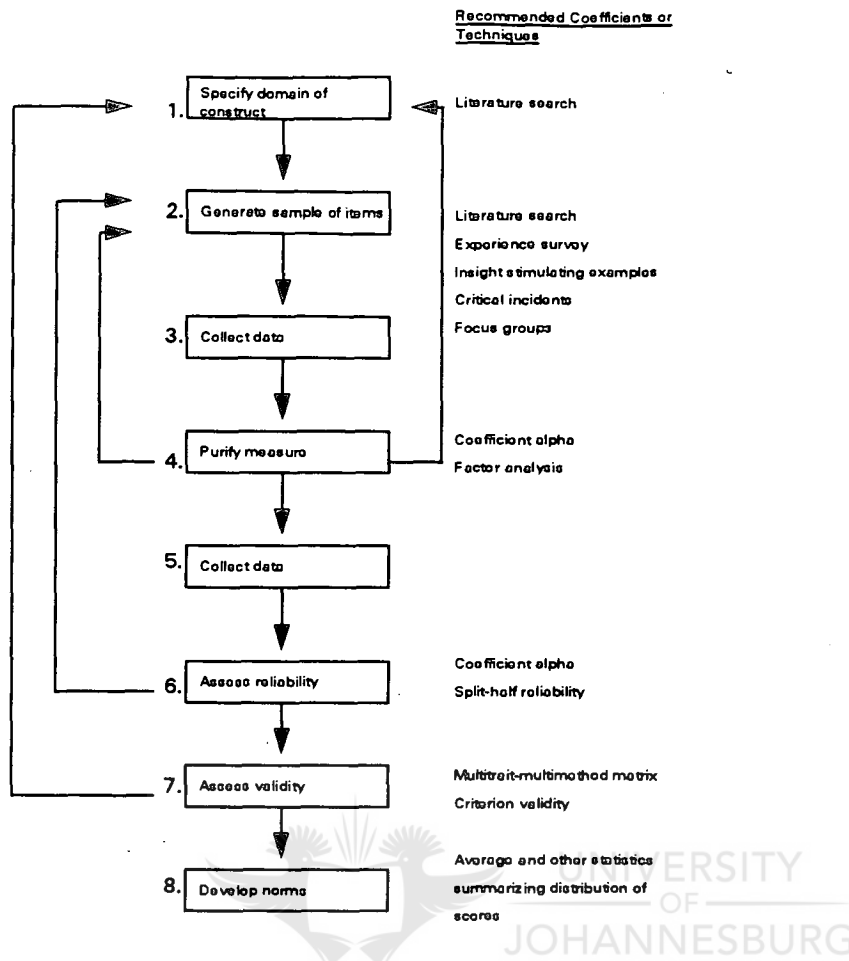 Recommended Coefficients or
Techniques
1. Specify domain of
construct
Literature search
2. Generate sample of items
Literature search
Experience survey
Insight stimulating examples
Critical incidents
Focus groups
3. Collect data
4. Purify measure
Coefficient alpha
Factor analysis
5. Collect data
6. Assess reliability
Coefficient alpha
Split-half reliability
7. Assess validity
Multitrait-multimethod matrix
Criterion validity
8. Develop norms
Average and other statistics
summarizing distribution of
scores
UNIVERSITY
OF
JOHANNESBURG